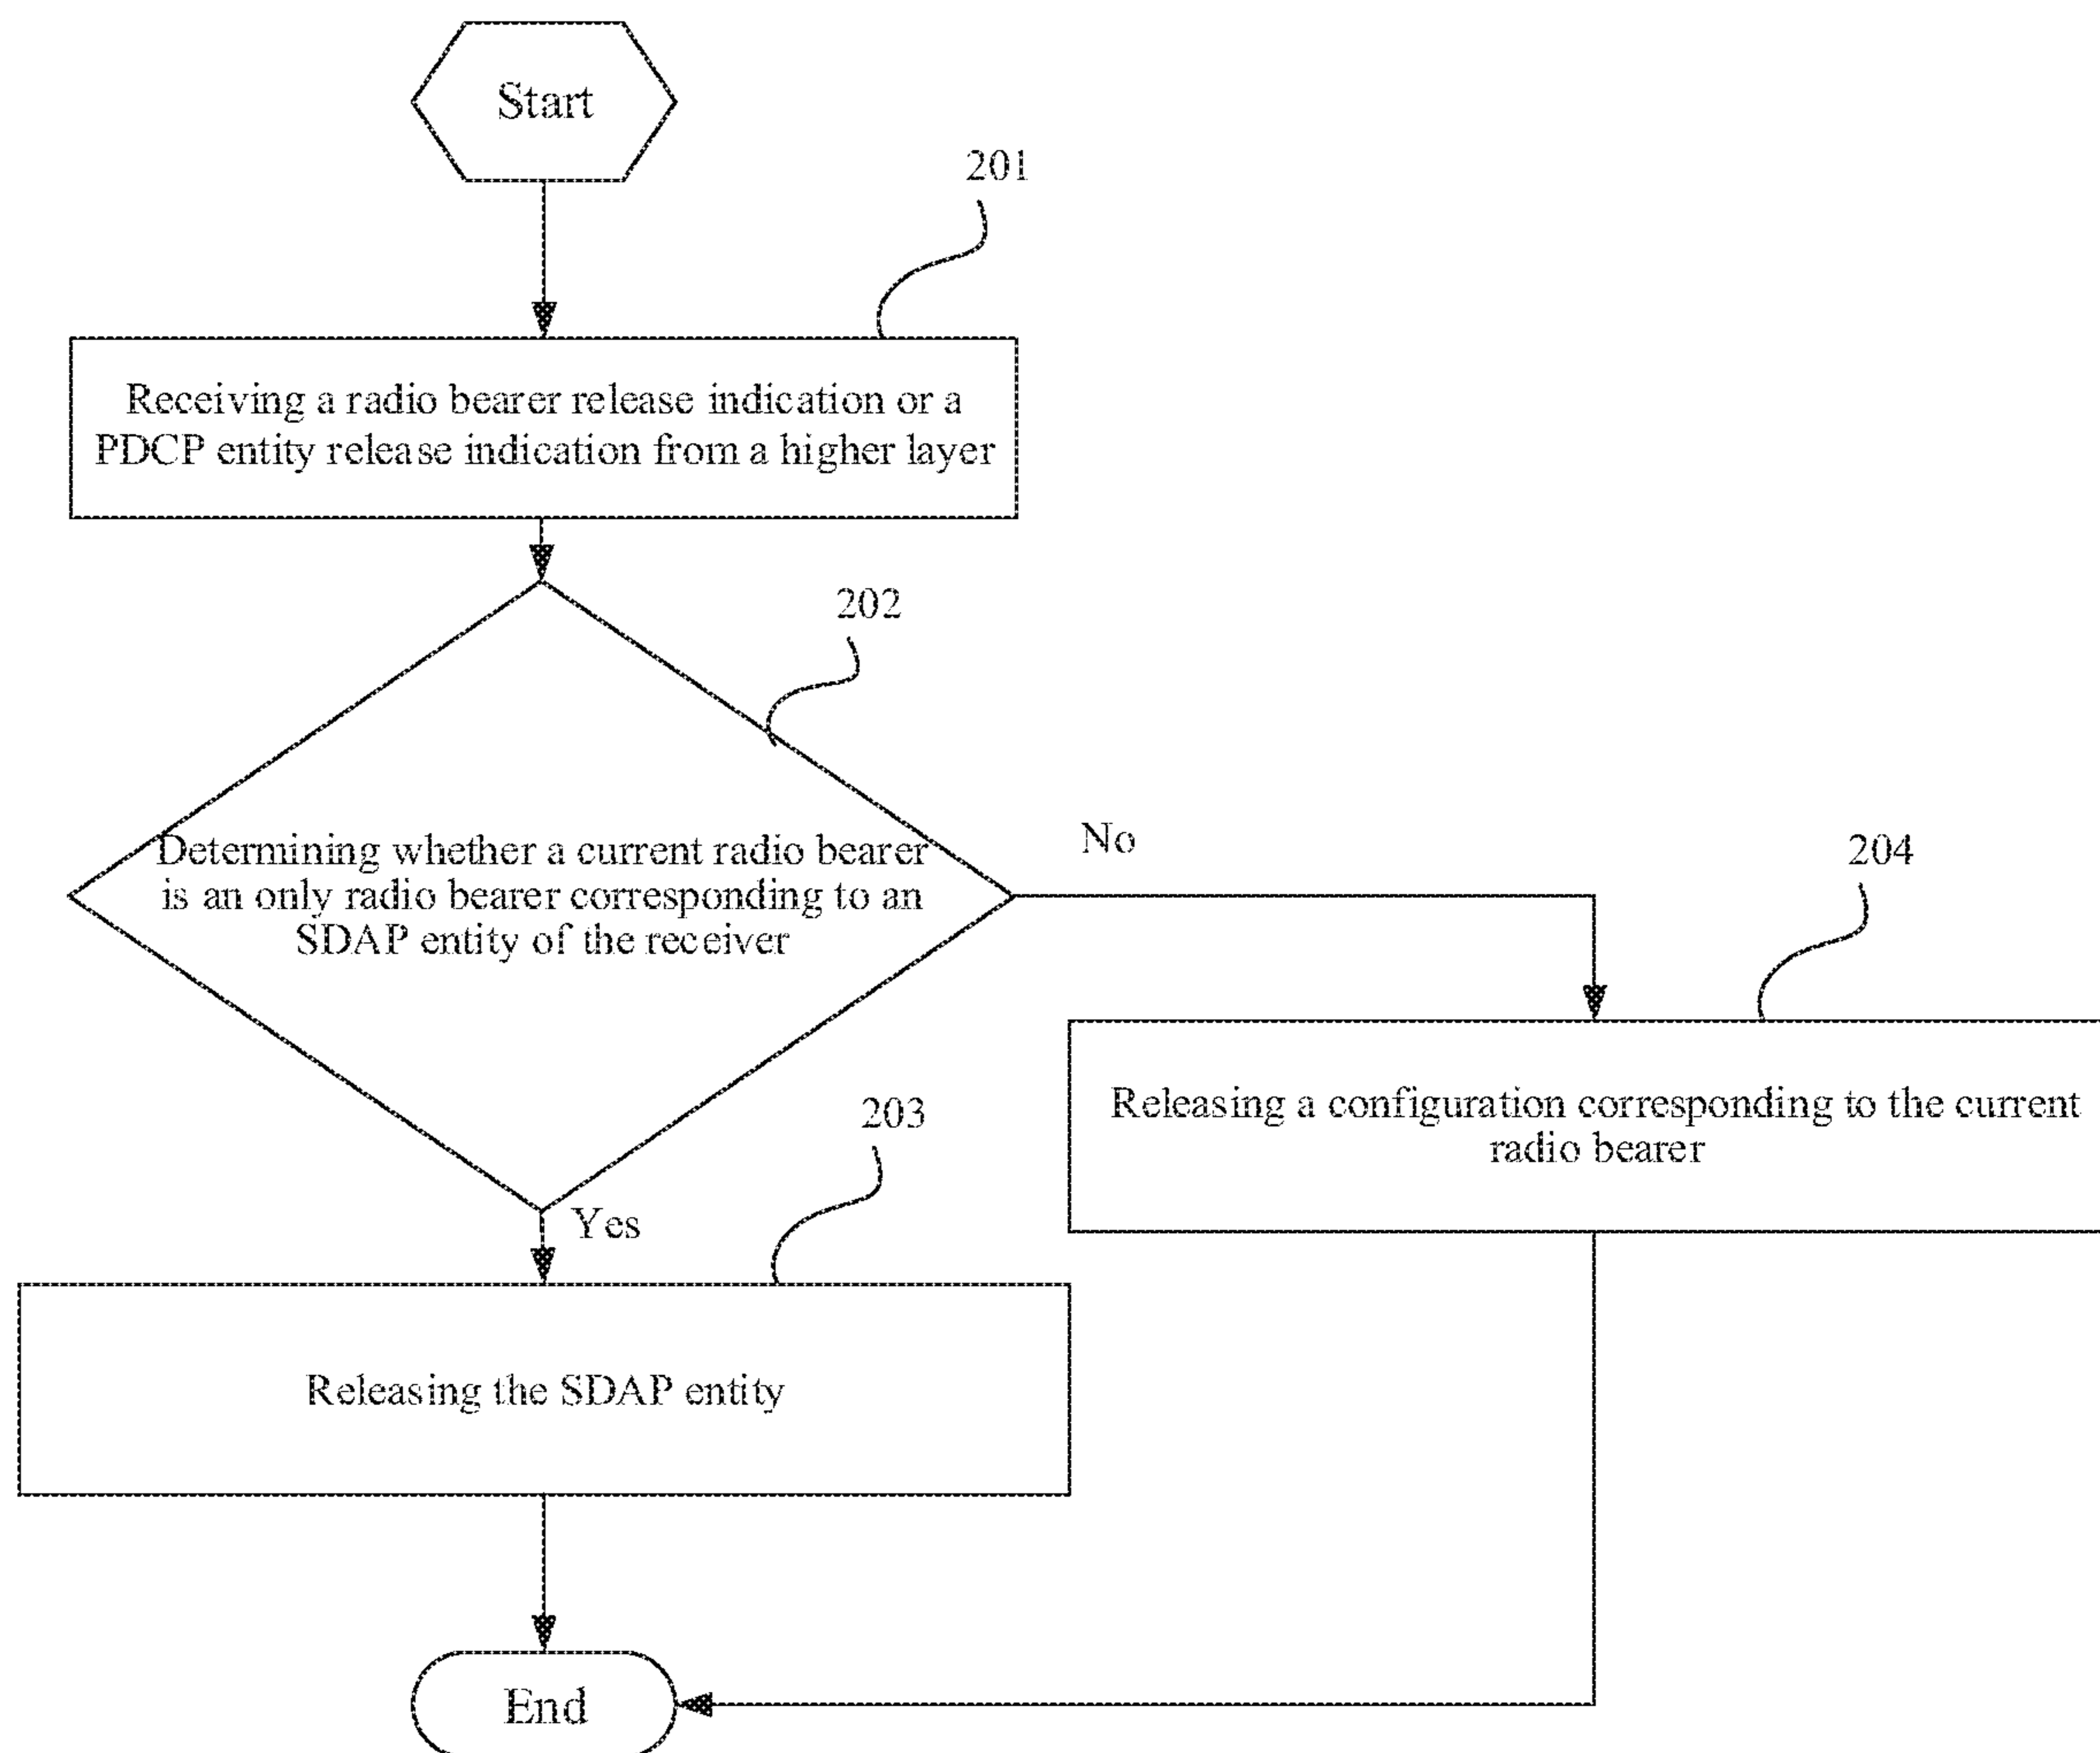 Start
201
Receiving a radio bearer release indication or a
PDCP entity release indication from a higher layer
202
Determining whether a current radio bearer
is an only radio bearer corresponding to an
SDAP entity of the receiver
No
204
Releasing a configuration corresponding to the current
radio bearer
203
Yes
Releasing the SDAP entity
End